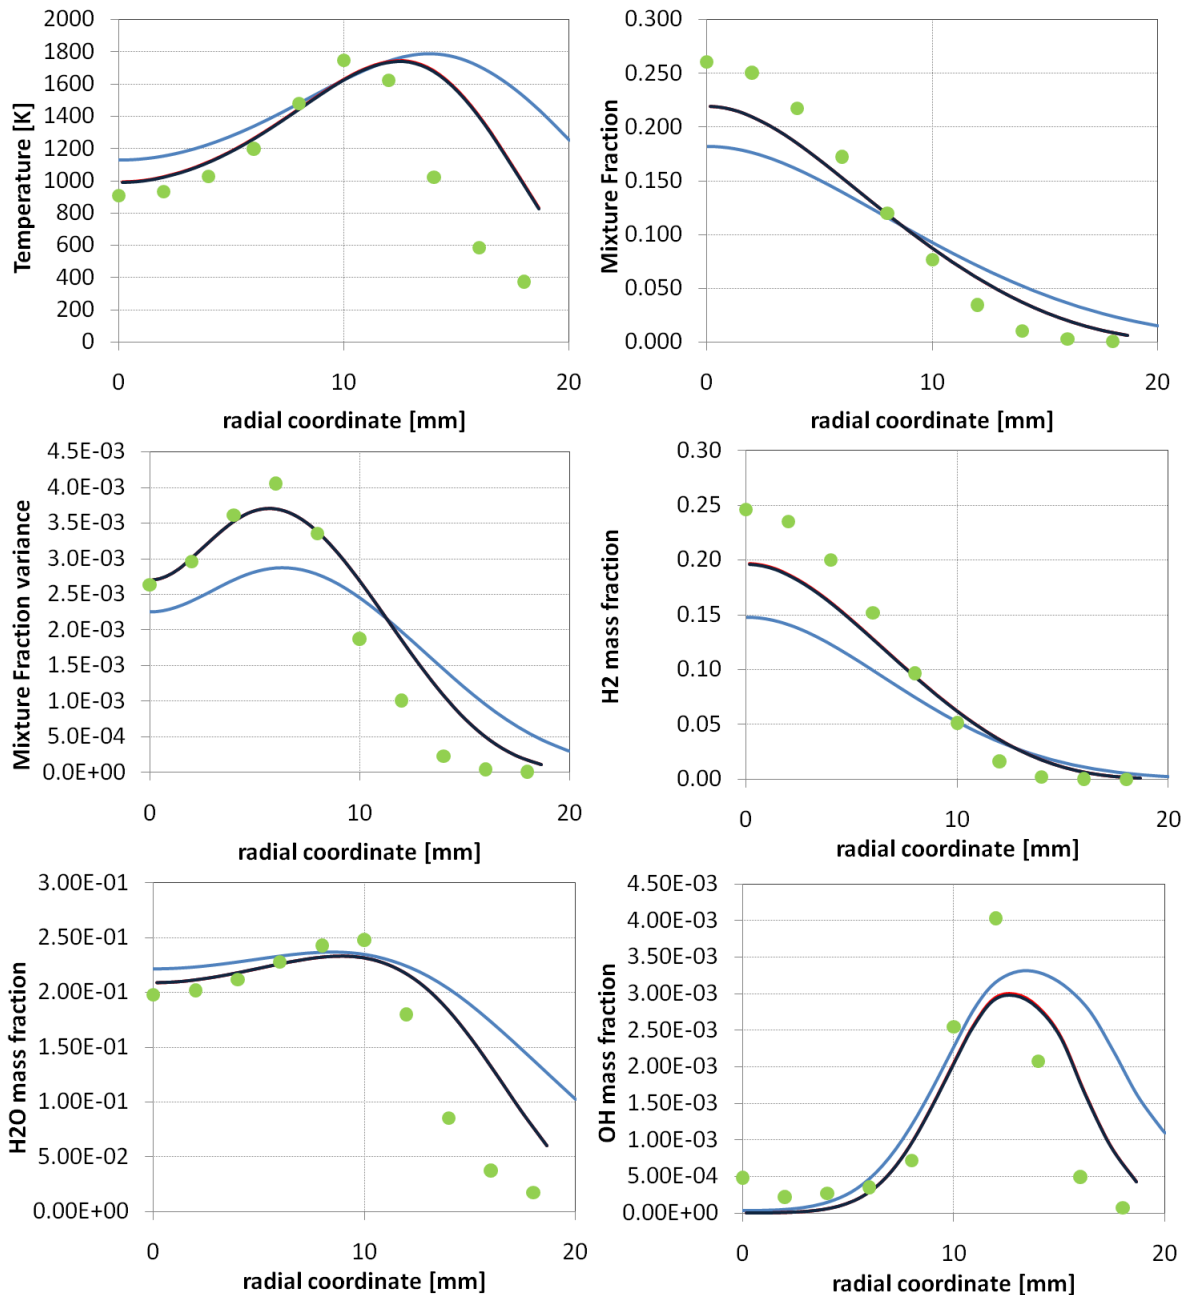 Temperature [K]
2000
1800
1600
1400
1200
1000
800
600
400
200
0
0 10 20
radial coordinate [mm]
Mixture Fraction
0.300
0.250
0.200
0.150
0.100
0.050
0.000
0 10 20
radial coordinate [mm]
Mixture Fraction variance
4.5E-03
4.0E-03
3.5E-03
3.0E-03
2.5E-03
2.0E-03
1.5E-03
1.0E-03
5.0E-04
0.0E+00
0 10 20
radial coordinate [mm]
H2 mass fraction
0.30
0.25
0.20
0.15
0.10
0.05
0.00
0 10 20
radial coordinate [mm]
H2O mass fraction
3.00E-01
2.50E-01
2.00E-01
1.50E-01
1.00E-01
5.00E-02
0.00E+00
0 10 20
radial coordinate [mm]
OH mass fraction
4.50E-03
4.00E-03
3.50E-03
3.00E-03
2.50E-03
2.00E-03
1.50E-03
1.00E-03
5.00E-04
0.00E+00
0 10 20
radial coordinate [mm]